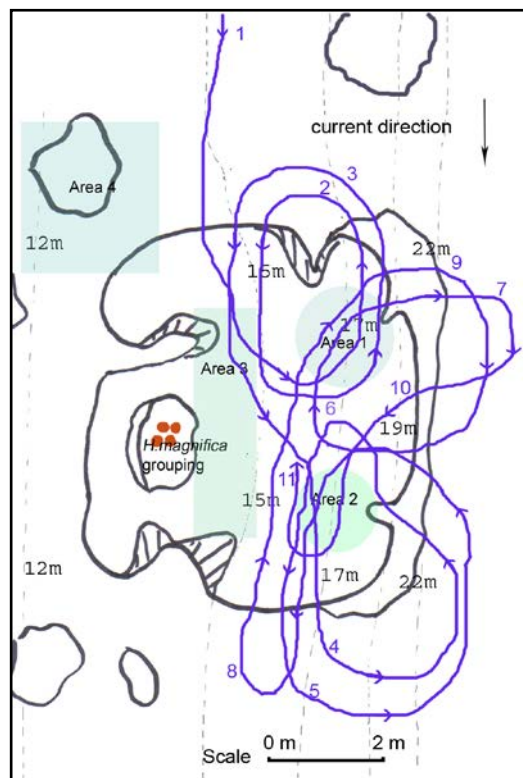 1
current direction
3
2
Area 4
12m
15m
22m
9
7
17m
Area 1
Area 3
10
6
19m
H.magnifica
grouping
11
15m
Area 2
12m
17m
22m
4
8
5
Scale
0 m
2 m